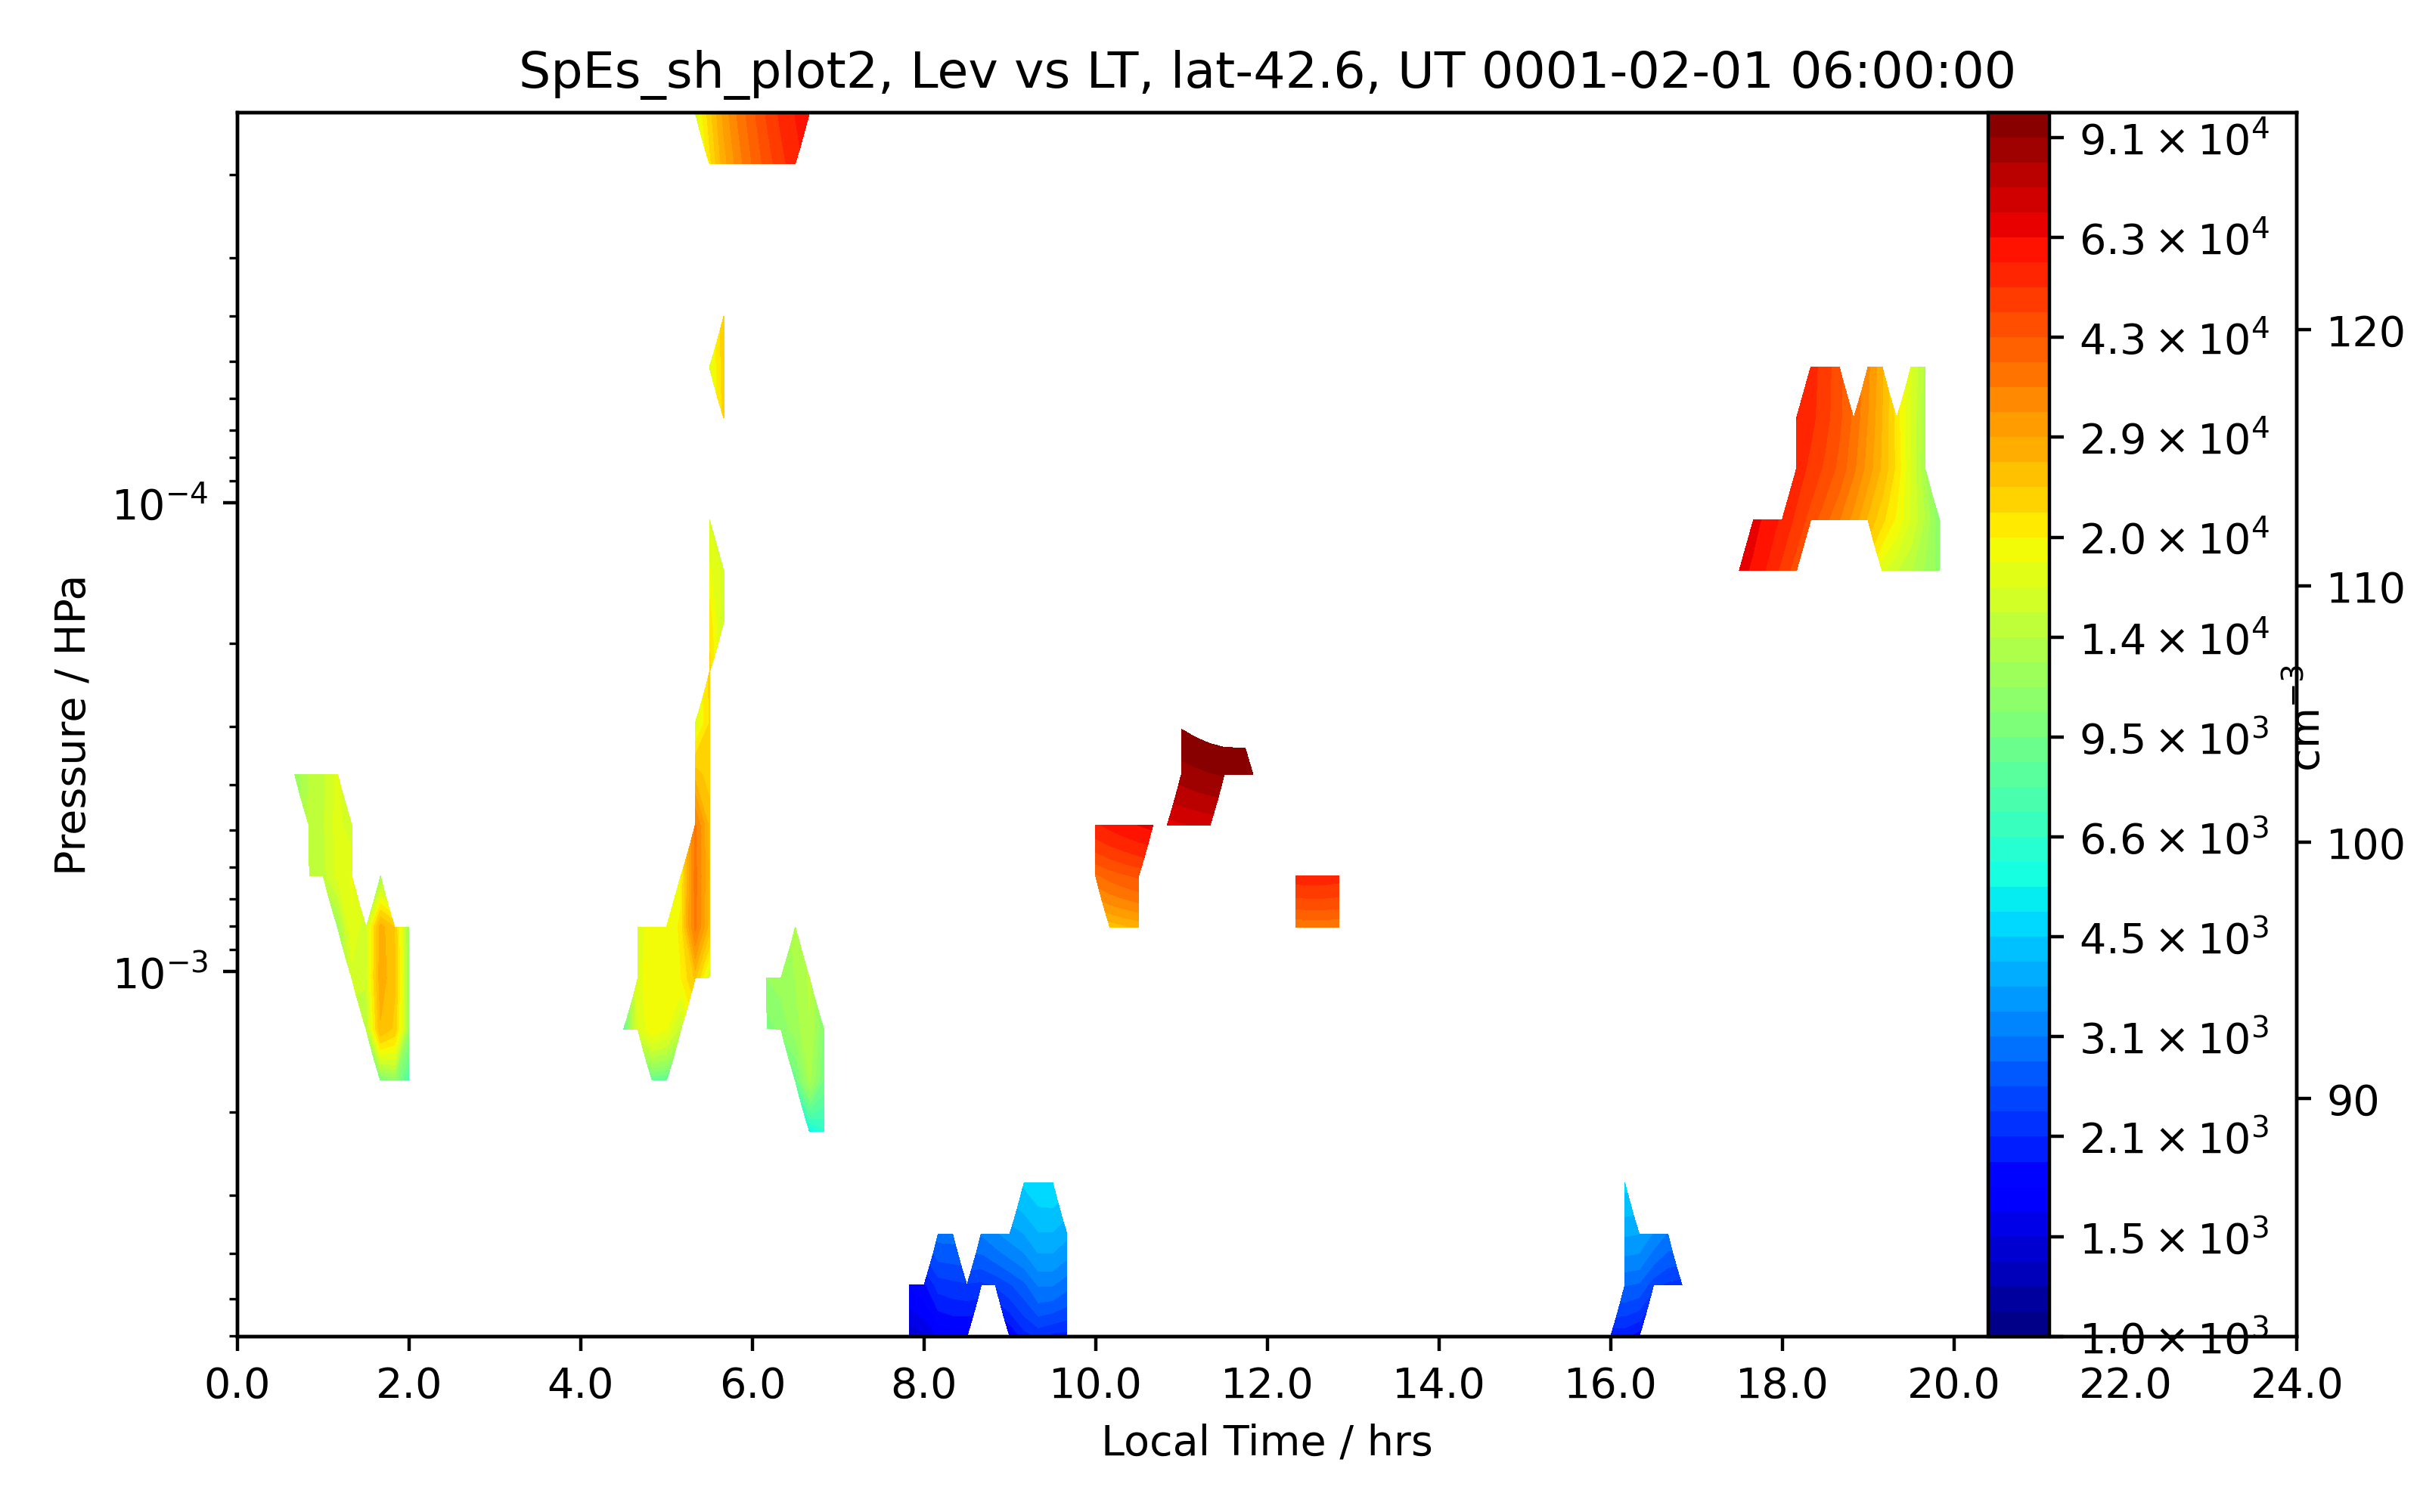 SpEs_sh_plot2, Lev vs LT, lat-42.6, UT 0001-02-01 06:00:00
Pressure / HPa
10⁻⁴
10⁻³
9.1 × 10⁴
6.3 × 10⁴
4.3 × 10⁴
2.9 × 10⁴
2.0 × 10⁴
1.4 × 10⁴
9.5 × 10³
6.6 × 10³
4.5 × 10³
3.1 × 10³
2.1 × 10³
1.5 × 10³
1.0 × 10³
cm⁻³
120
110
100
90
0.0 2.0 4.0 6.0 8.0 10.0 12.0 14.0 16.0 18.0 20.0 22.0 24.0
Local Time / hrs